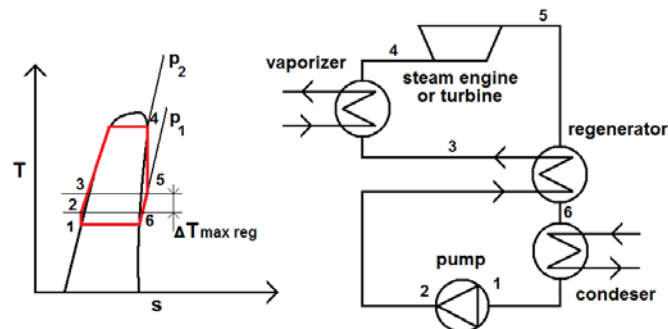 p2
p1
4
T
3
5
2
6
1
ΔTmax reg
s
5
4
vaporizer
steam engine
or turbine
regenerator
3
6
pump
2
1
condeser